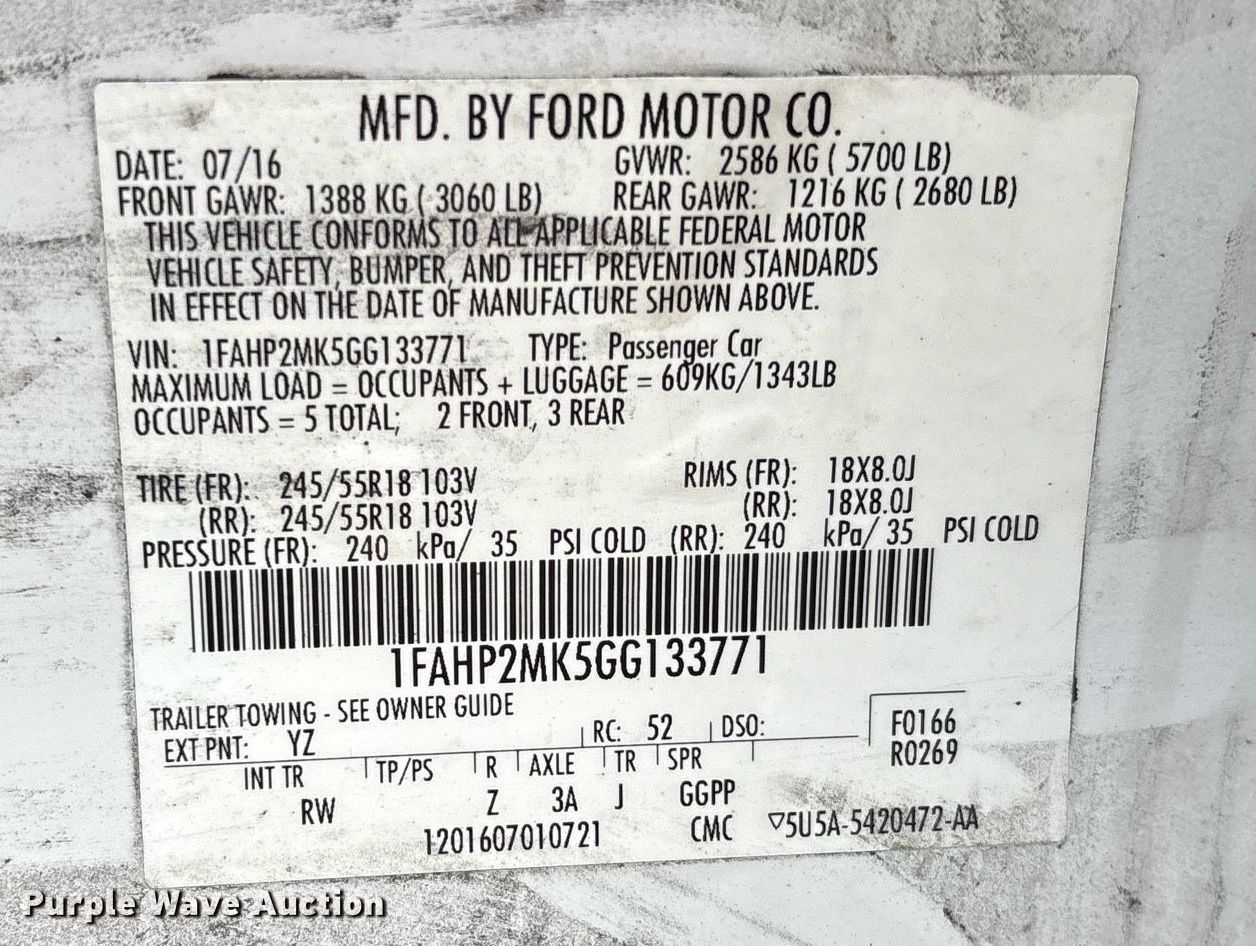 MFD. BY FORD MOTOR CO.
DATE: 07/16 GVWR: 2586 KG ( 5700 LB)
FRONT GAWR: 1388 KG ( 3060 LB) REAR GAWR: 1216 KG ( 2680 LB)
THIS VEHICLE CONFORMS TO ALL APPLICABLE FEDERAL MOTOR
VEHICLE SAFETY, BUMPER, AND THEFT PREVENTION STANDARDS
IN EFFECT ON THE DATE OF MANUFACTURE SHOWN ABOVE.
VIN: 1FAHP2MK5GG133771 TYPE: Passenger Car
MAXIMUM LOAD = OCCUPANTS + LUGGAGE = 609KG/1343LB
OCCUPANTS = 5 TOTAL; 2 FRONT, 3 REAR
TIRE (FR): 245/55R18 103V RIMS (FR): 18X8.0J
(RR): 245/55R18 103V (RR): 18X8.0J
PRESSURE (FR): 240 kPa/ 35 PSI COLD (RR): 240 kPa/ 35 PSI COLD
1FAHP2MK5GG133771
TRAILER TOWING - SEE OWNER GUIDE
EXT PNT: YZ RC: 52 DSO: F0166
R0269
INT TR TP/PS R AXLE TR SPR
RW Z 3A J GGPP
1201607010721 CMC ▽5U5A-5420472-AA
Purple Wave Auction